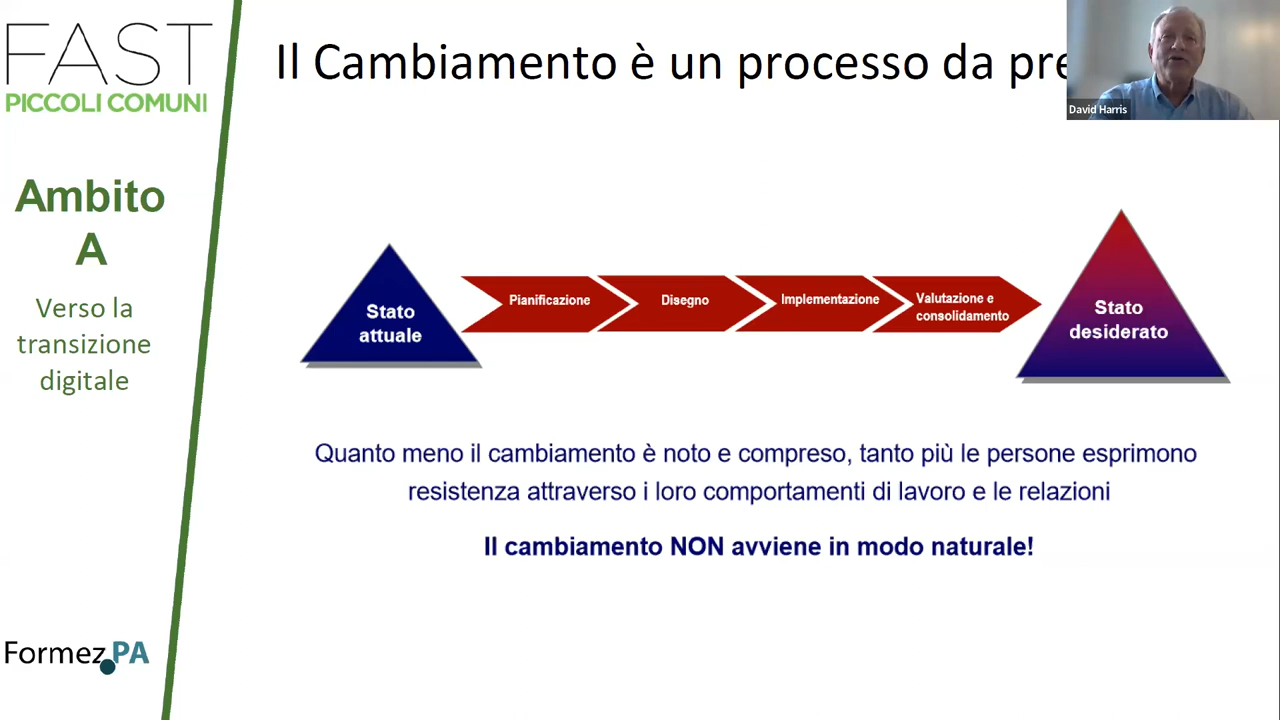 FAST
PICCOLI COMUNI
Ambito
A
Verso la
transizione
digitale
Formez.PA
Il Cambiamento è un processo da pre
David Harris
Stato
attuale
Pianificazione
Disegno
Implementazione
Valutazione e
consolidamento
Stato
desiderato
Quanto meno il cambiamento è noto e compreso, tanto più le persone esprimono
resistenza attraverso i loro comportamenti di lavoro e le relazioni
Il cambiamento NON avviene in modo naturale!